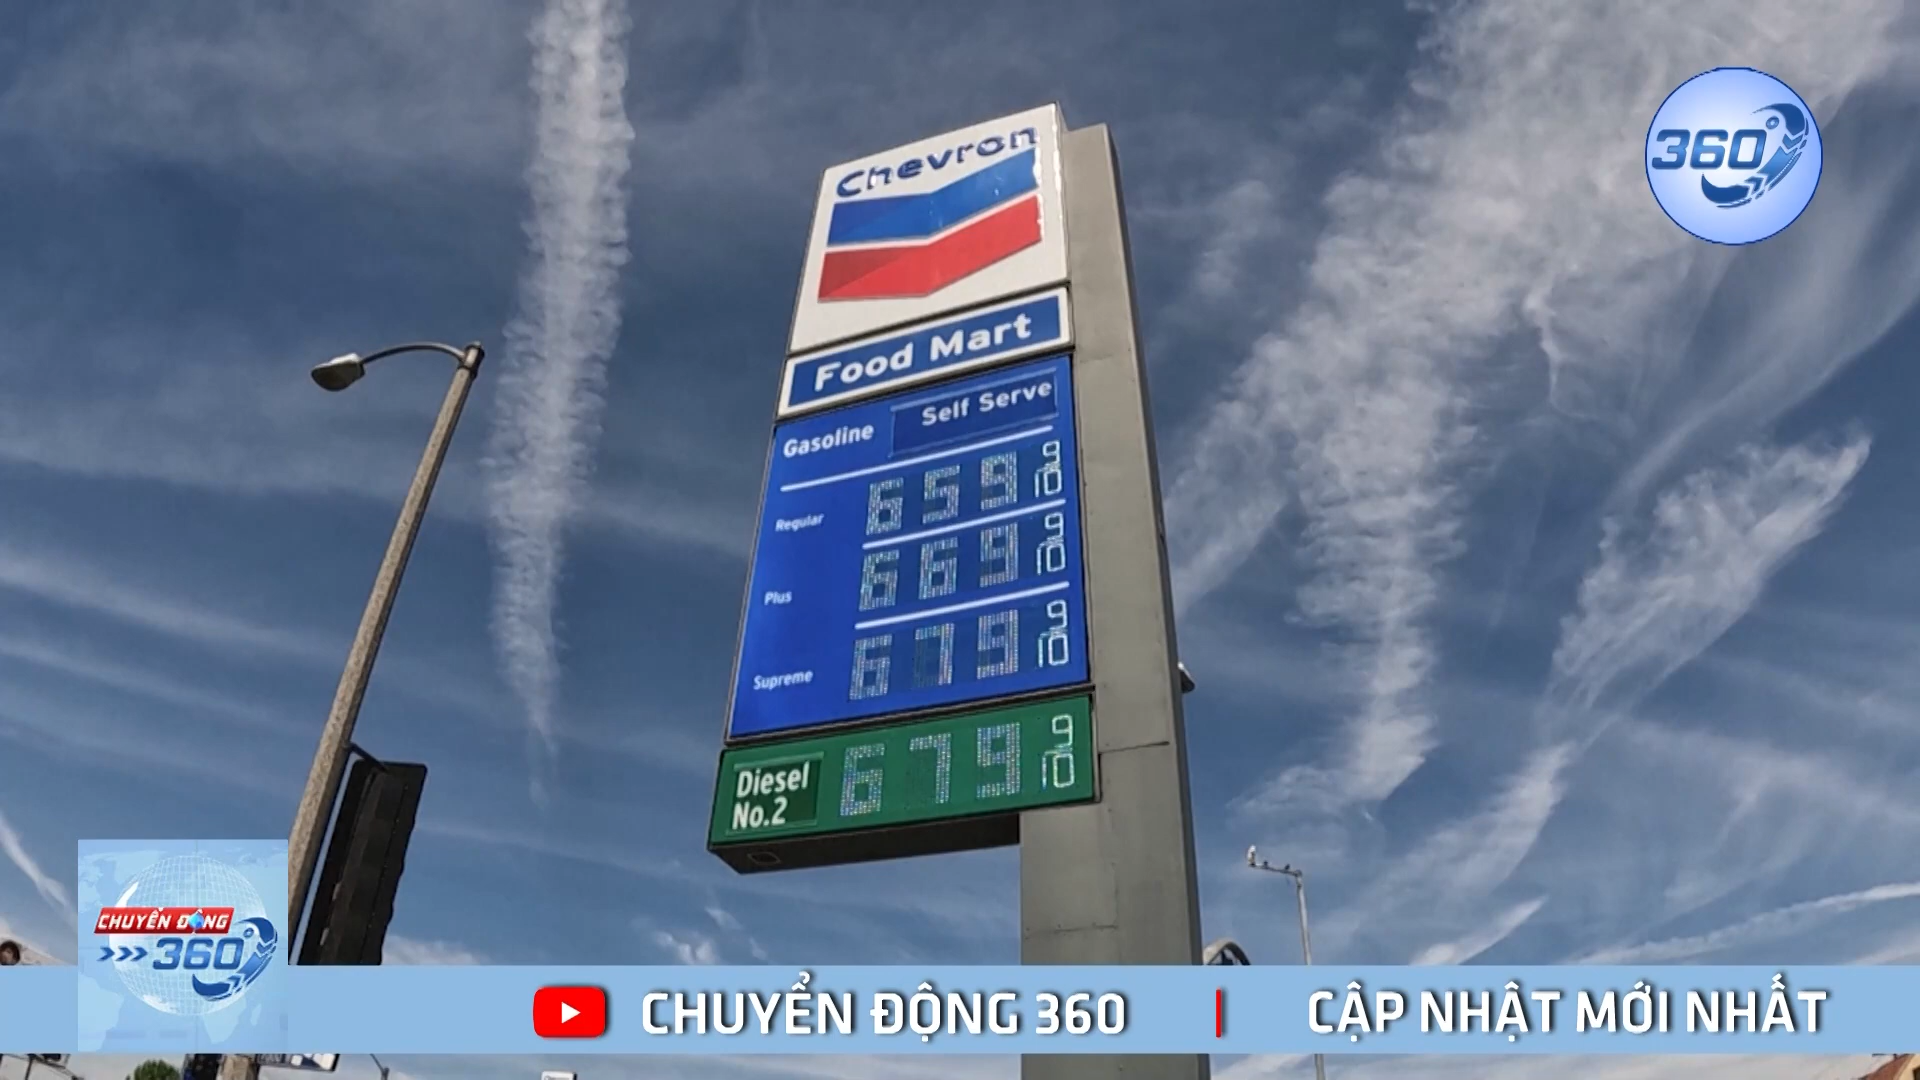 Chevron
360
Food Mart
Gasoline Self Serve
Regular 659 9/10
Plus 669 9/10
Supreme 679 9/10
Diesel No.2 679 9/10
CHUYỂN ĐỘNG
>>> 360
CHUYỂN ĐỘNG 360 | CẬP NHẬT MỚI NHẤT